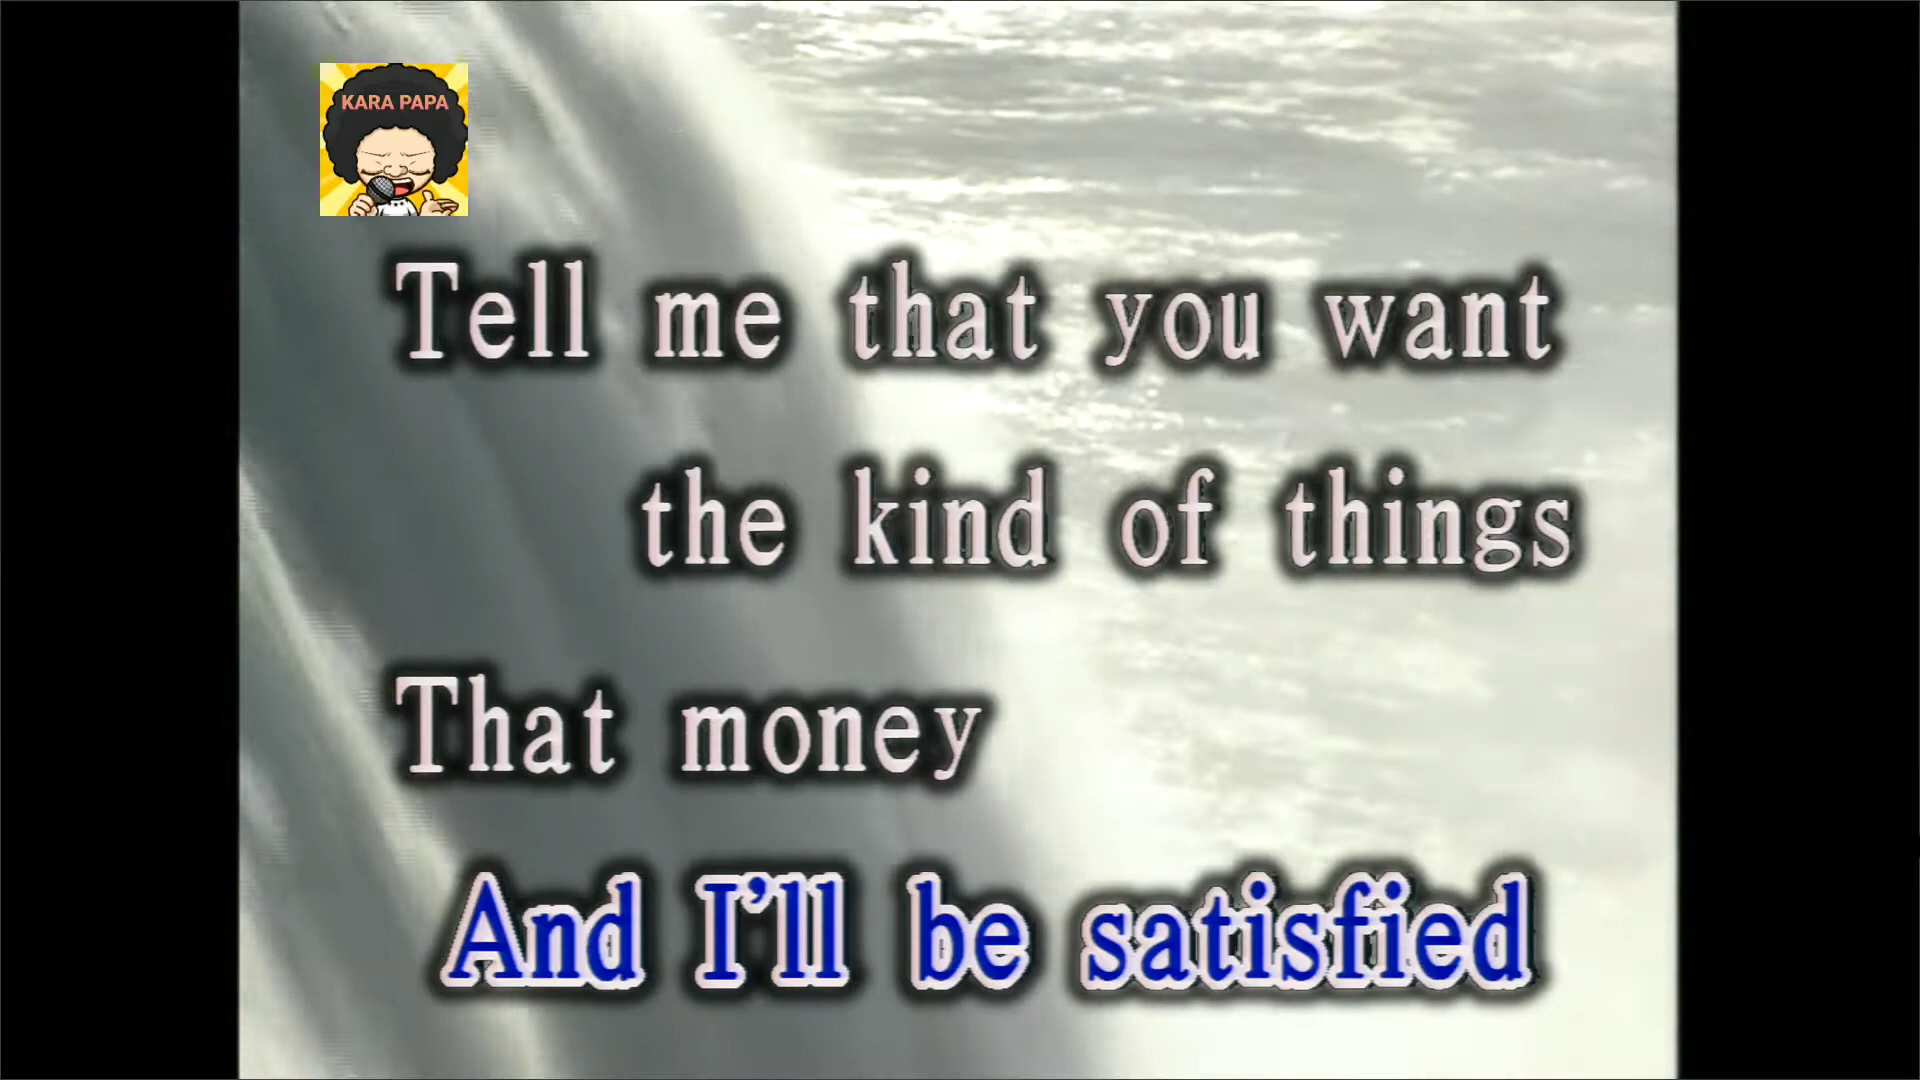 KARA PAPA
Tell me that you want
the kind of things
That money
And I'll be satisfied